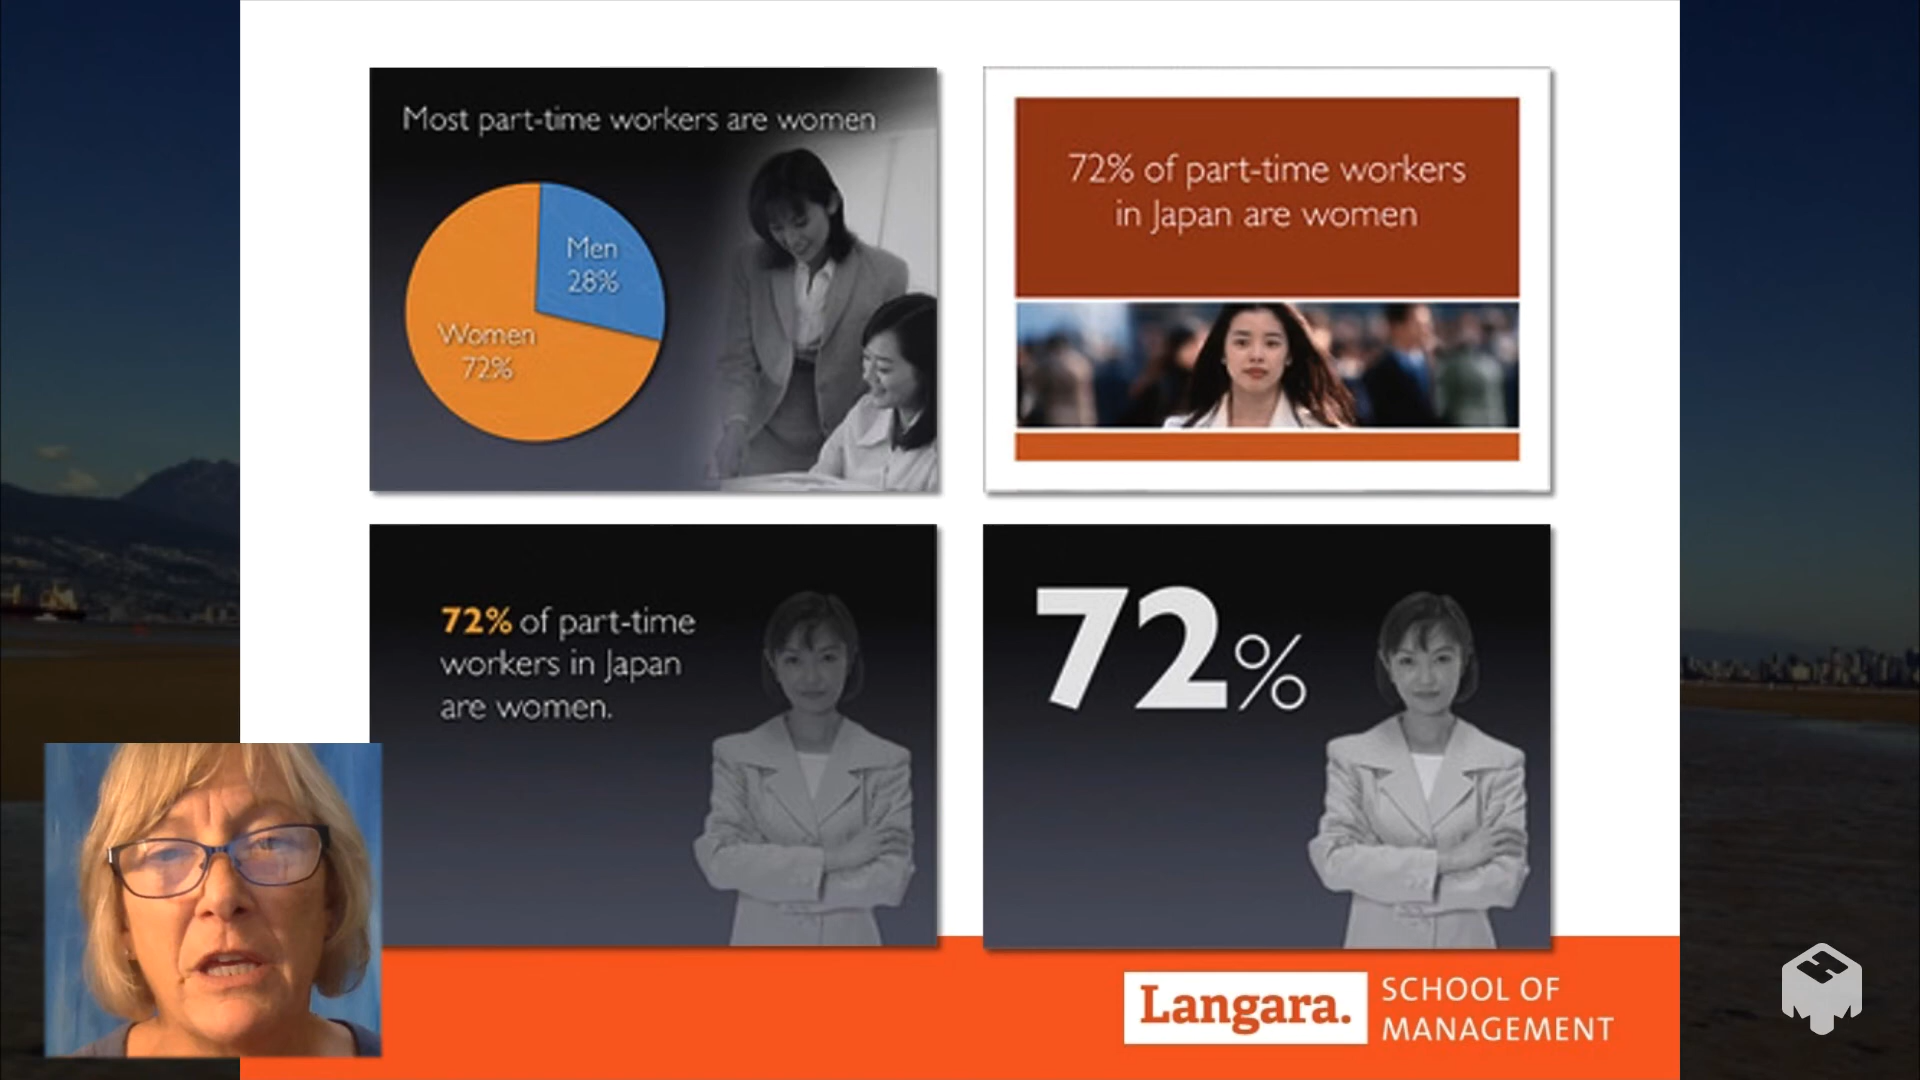 Most part-time workers are women
Men
28%
Women
72%
72% of part-time workers
in Japan are women
72% of part-time
workers in Japan
are women.
72%
Langara.
SCHOOL OF
MANAGEMENT